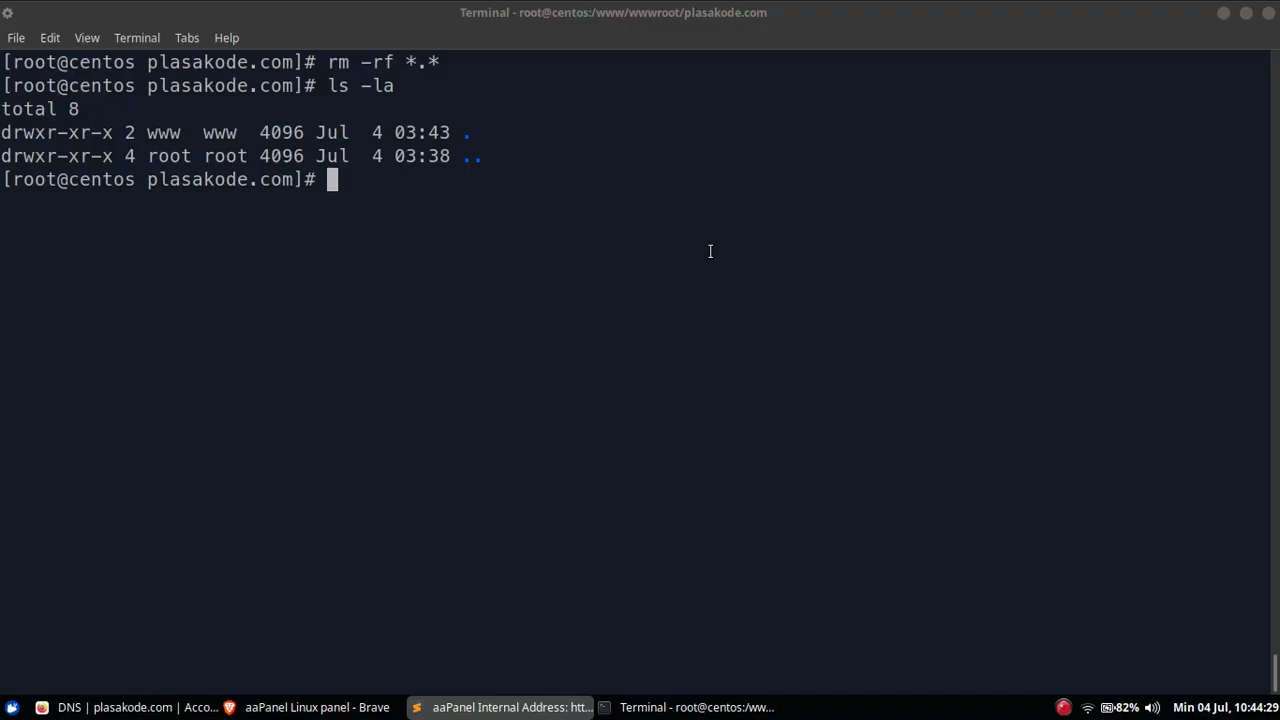 Terminal - root@centos:/www/wwwroot/plasakode.com
File Edit View Terminal Tabs Help
[root@centos plasakode.com]# rm -rf *.*
[root@centos plasakode.com]# ls -la
total 8
drwxr-xr-x 2 www  www  4096 Jul  4 03:43 .
drwxr-xr-x 4 root root 4096 Jul  4 03:38 ..
[root@centos plasakode.com]#
DNS | plasakode.com | Acco... aaPanel Linux panel - Brave aaPanel Internal Address: htt... Terminal - root@centos:/ww... 82% Min 04 Jul, 10:44:29